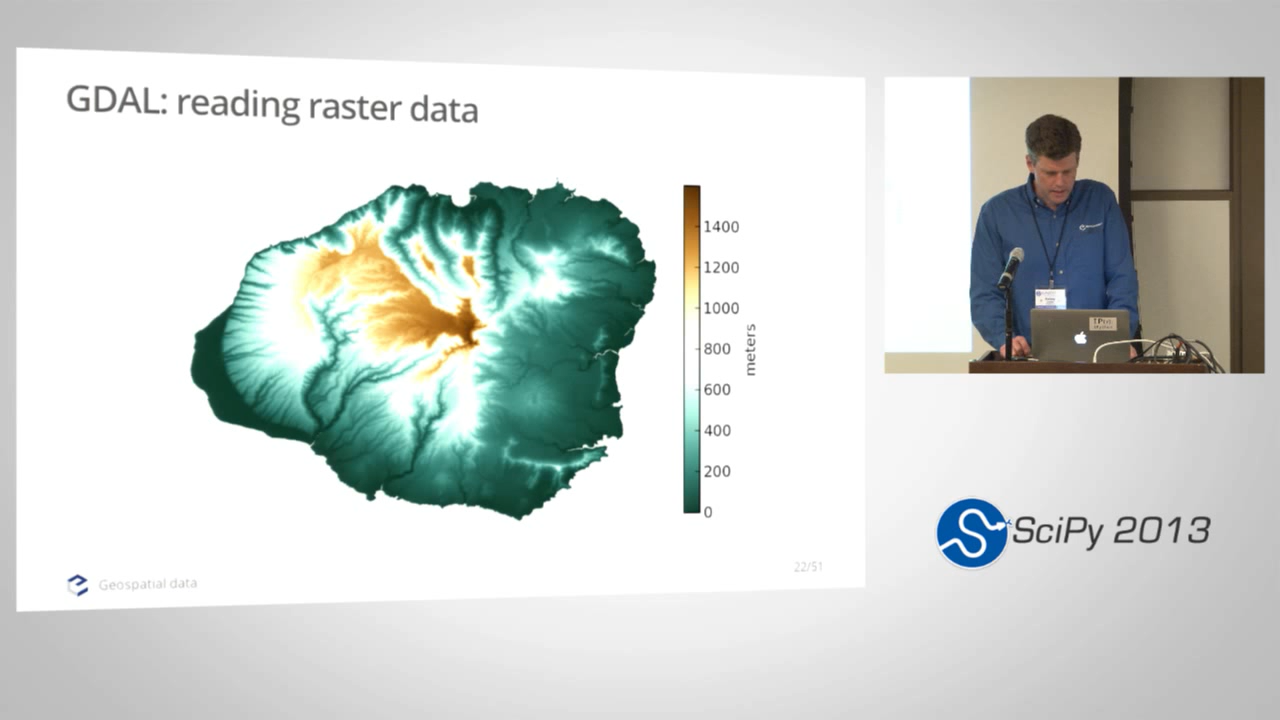 GDAL: reading raster data
1400
1200
1000
800
600
400
200
0
meters
22/51
Geospatial data
SciPy 2013